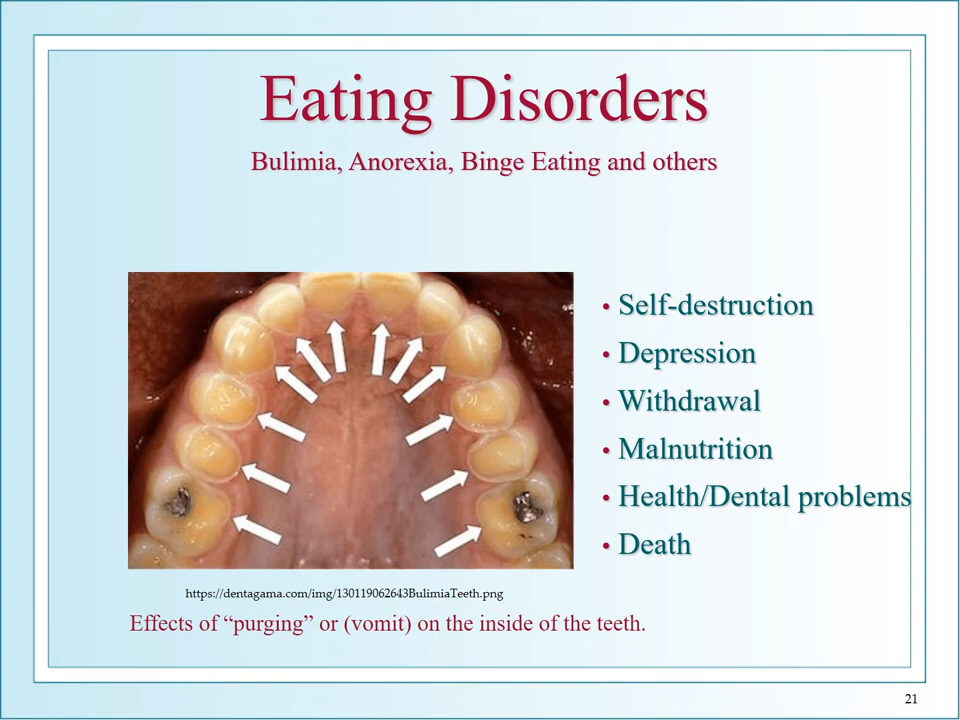 Eating Disorders
Bulimia, Anorexia, Binge Eating and others
• Self-destruction
• Depression
• Withdrawal
• Malnutrition
• Health/Dental problems
• Death
https://dentagama.com/img/130119062643BulimiaTeeth.png
Effects of “purging” or (vomit) on the inside of the teeth.
21